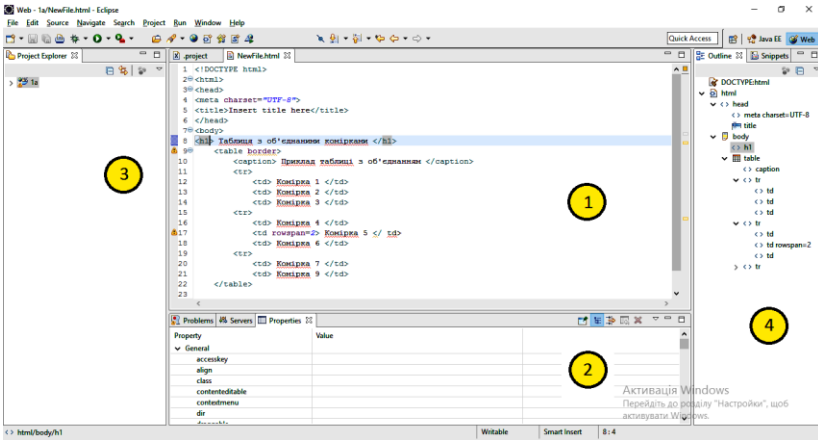 Web - 1a/NewFile.html - Eclipse
File Edit Source Navigate Search Project Run Window Help
Quick Access Java EE Web
Project Explorer
1a
.project NewFile.html
1 <!DOCTYPE html>
2 <html>
3 <head>
4 <meta charset="UTF-8">
5 <title>Insert title here</title>
6 </head>
7 <body>
8 <h1> Таблиця з об'єднаними комірками </h1>
9 <table border>
10 <caption> Приклад таблиці з об'єднанням </caption>
11 <tr>
12 <td> Комірка 1 </td>
13 <td> Комірка 2 </td>
14 <td> Комірка 3 </td>
15 <tr>
16 <td> Комірка 4 </td>
17 <td rowspan=2> Комірка 5 </ td>
18 <td> Комірка 6 </td>
19 <tr>
20 <td> Комірка 7 </td>
21 <td> Комірка 9 </td>
22 </table>
23
3
1
Problems Servers Properties
Property Value
General
accesskey
align
class
contenteditable
contextmenu
dir
2
Outline Snippets
DOCTYPE:html
html
head
meta charset=UTF-8
title
body
h1
table
caption
tr
td
td
td
tr
td
td rowspan=2
td
tr
4
Активація Windows
Перейдіть до розділу "Настройки", щоб
активувати Windows.
html/body/h1 Writable Smart Insert 8:4